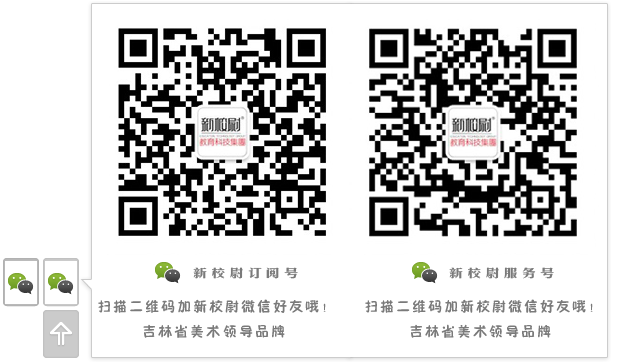 新校尉
教育科技集團
新校尉
教育科技集團
新校尉订阅号
扫描二维码加新校尉微信好友哦!
吉林省美术领导品牌
新校尉服务号
扫描二维码加新校尉微信好友哦!
吉林省美术领导品牌